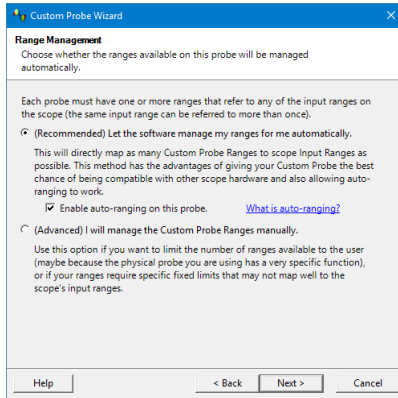 Custom Probe Wizard
Range Management
Choose whether the ranges available on this probe will be managed
automatically.
Each probe must have one or more ranges that refer to any of the input ranges on
the scope (the same input range can be referred to more than once).
(Recommended) Let the software manage my ranges for me automatically.
This will directly map as many Custom Probe Ranges to scope Input Ranges as
possible. This method has the advantages of giving your Custom Probe the best
chance of being compatible with other scope hardware and also allowing auto-
ranging to work.
Enable auto-ranging on this probe. What is auto-ranging?
(Advanced) I will manage the Custom Probe Ranges manually.
Use this option if you want to limit the number of ranges available to the user
(maybe because the physical probe you are using has a very specific function),
or if your ranges require specific fixed limits that may not map well to the
scope's input ranges.
Help < Back Next > Cancel